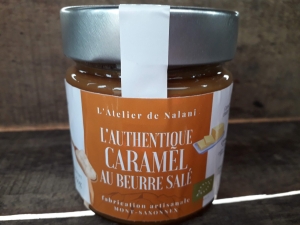 L'Atelier de Nalani
L'AUTHENTIQUE
CARAMEL
AU BEURRE SALÉ
fabrication artisanale
MONT-SAXONNEX